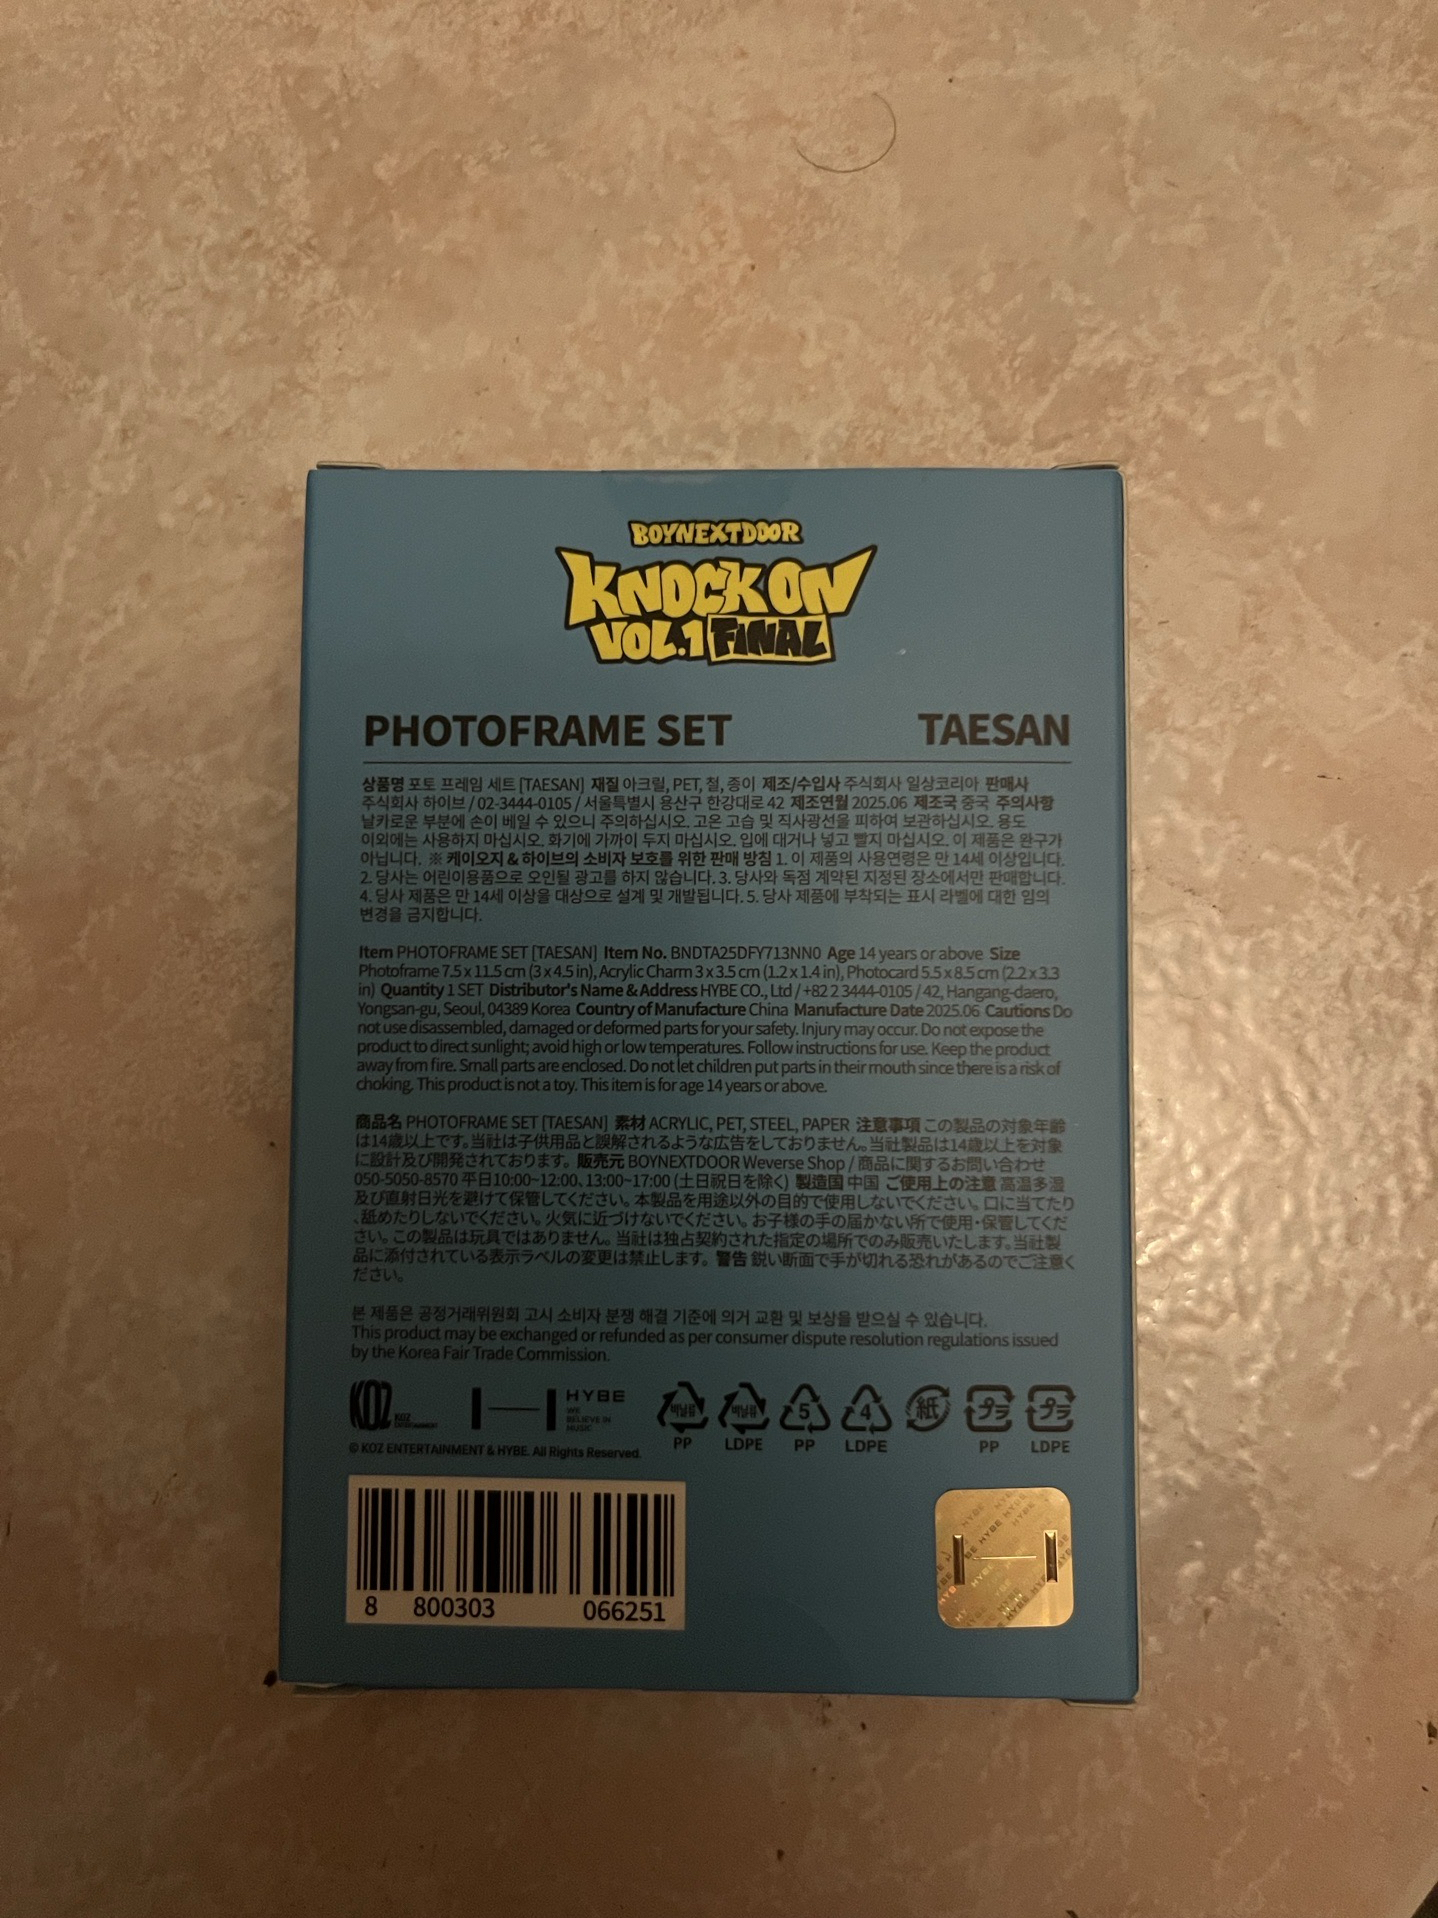 BOYNEXTDOOR
KNOCK ON
VOL.1 FINAL
PHOTOFRAME SET TAESAN
상품명 포토 프레임 세트 [TAESAN] 재질 아크릴, PET, 철, 종이 제조/수입사 주식회사 일상코리아 판매사
주식회사 하이브 / 02-3444-0105 / 서울특별시 용산구 한강대로 42 제조연월 2025.06 제조국 중국 주의사항
날카로운 부분에 손이 베일 수 있으니 주의하십시오. 고온 고습 및 직사광선을 피하여 보관하십시오. 용도
이외에는 사용하지 마십시오. 화기에 가까이 두지 마십시오. 입에 대거나 넣고 빨지 마십시오. 이 제품은 완구가
아닙니다. ※ 케이오지 & 하이브의 소비자 보호를 위한 판매 방침 1. 이 제품의 사용연령은 만 14세 이상입니다.
2. 당사는 어린이용품으로 오인될 광고를 하지 않습니다. 3. 당사와 독점 계약된 지정된 장소에서만 판매합니다.
4. 당사 제품은 만 14세 이상을 대상으로 설계 및 개발됩니다. 5. 당사 제품에 부착되는 표시 라벨에 대한 임의
변경을 금지합니다.
Item PHOTOFRAME SET [TAESAN] Item No. BNDTA25DFY713NN0 Age 14 years or above Size
Photoframe 7.5 x 11.5 cm (3 x 4.5 in), Acrylic Charm 3 x 3.5 cm (1.2 x 1.4 in), Photocard 5.5 x 8.5 cm (2.2 x 3.3
in) Quantity 1 SET Distributor's Name & Address HYBE CO., Ltd / +82 2 3444-0105 / 42, Hangang-daero,
Yongsan-gu, Seoul, 04389 Korea Country of Manufacture China Manufacture Date 2025.06 Cautions Do
not use disassembled, damaged or deformed parts for your safety. Injury may occur. Do not expose the
product to direct sunlight; avoid high or low temperatures. Follow instructions for use. Keep the product
away from fire. Small parts are enclosed. Do not let children put parts in their mouth since there is a risk of
choking. This product is not a toy. This item is for age 14 years or above.
商品名 PHOTOFRAME SET [TAESAN] 素材 ACRYLIC, PET, STEEL, PAPER 注意事項 この製品の対象年齢
は14歳以上です。当社は子供用品と誤解されるような広告をしておりません。当社製品は14歳以上を対象
に設計及び開発されております。 販売元 BOYNEXTDOOR Weverse Shop / 商品に関するお問い合わせ
050-5050-8570 平日10:00~12:00、13:00~17:00 (土日祝日を除く) 製造国 中国 ご使用上の注意 高温多湿
及び直射日光を避けて保管してください。本製品を用途以外の目的で使用しないでください。口に当てたり
、舐めたりしないでください。火気に近づけないでください。お子様の手の届かない所で使用・保管してくだ
さい。この製品は玩具ではありません。当社は独占契約された指定の場所でのみ販売いたします。当社製
品に添付されている表示ラベルの変更は禁止します。 警告 鋭い断面で手が切れる恐れがあるのでご注意く
ださい。
본 제품은 공정거래위원회 고시 소비자 분쟁 해결 기준에 의거 교환 및 보상을 받으실 수 있습니다.
This product may be exchanged or refunded as per consumer dispute resolution regulations issued
by the Korea Fair Trade Commission.
KOZ KOZ ENTERTAINMENT HYBE WE BELIEVE IN MUSIC
비닐류 비닐류 5 4 紙 プラ プラ
PP LDPE PP LDPE PP LDPE
© KOZ ENTERTAINMENT & HYBE. All Rights Reserved.
8 800303 066251
HYBE HYBE HYBE